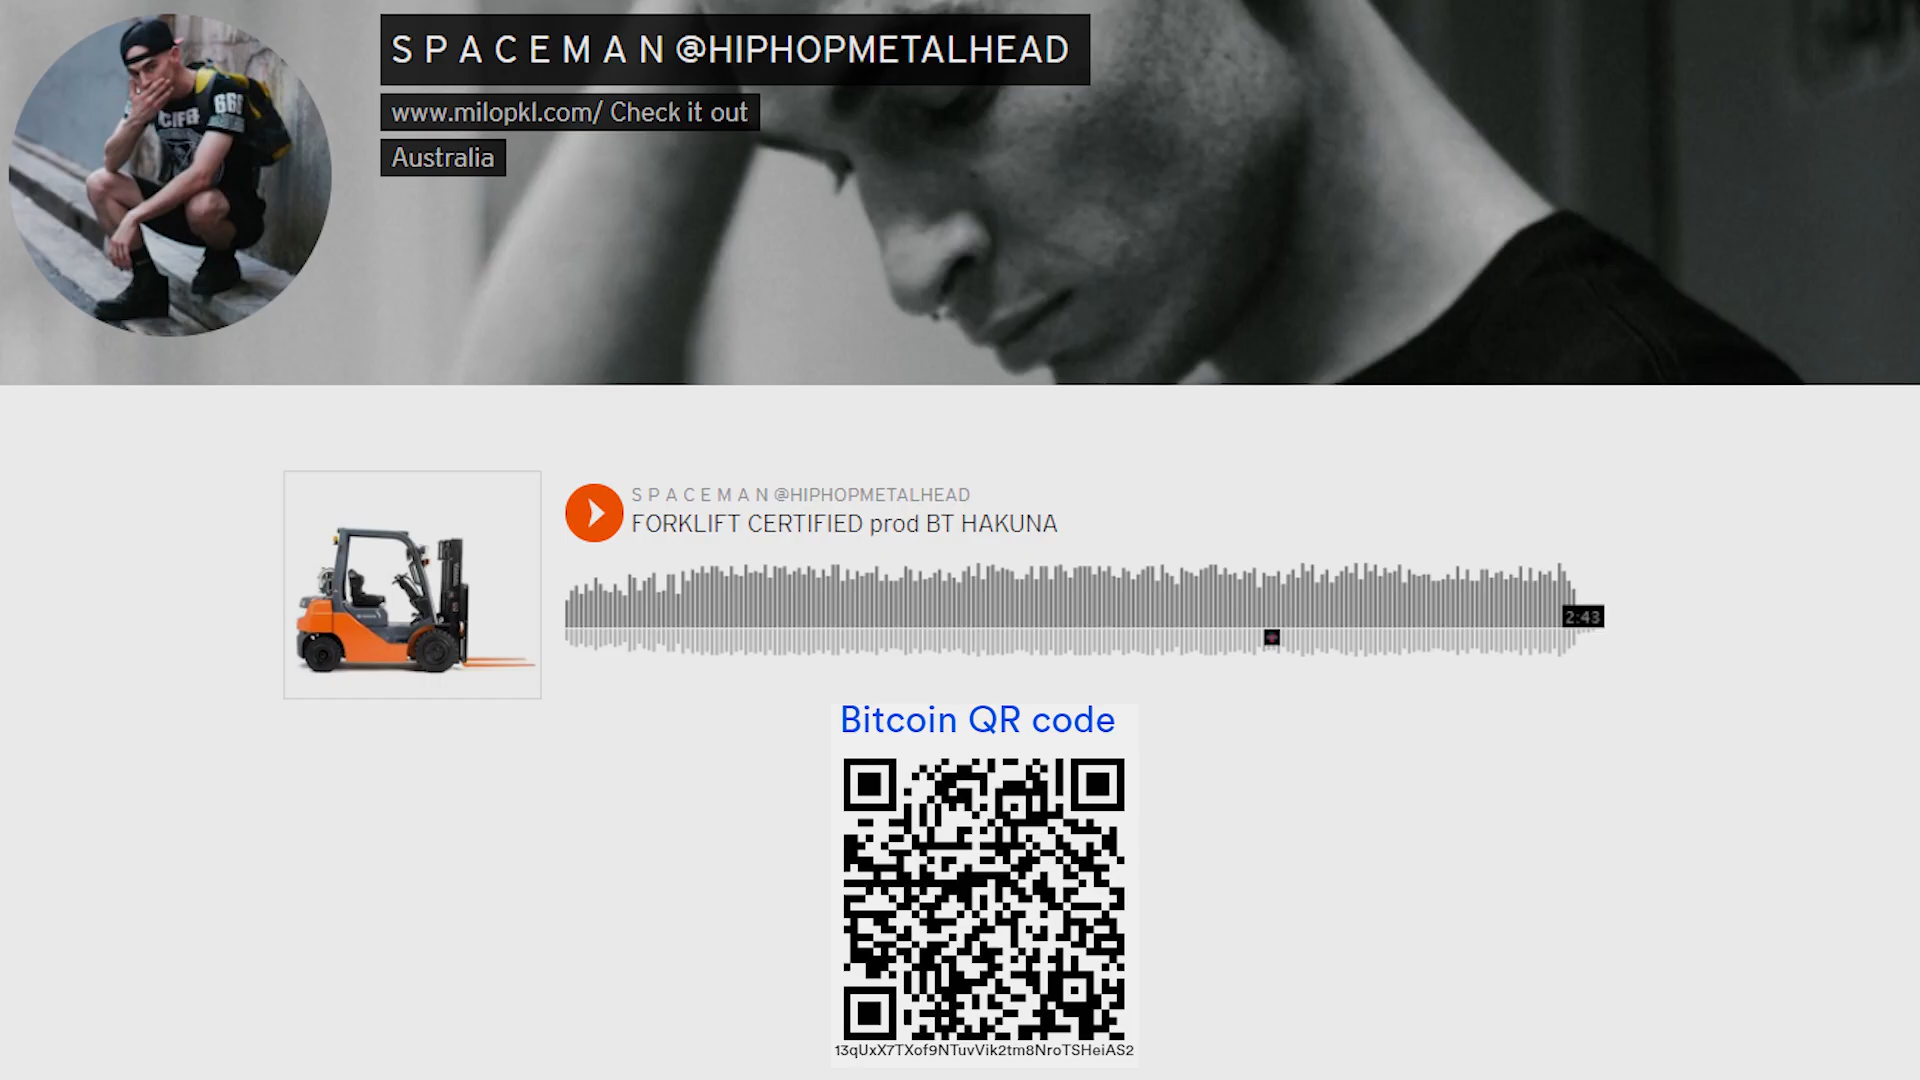 S P A C E M A N @HIPHOPMETALHEAD
www.milopkl.com/ Check it out
Australia
666
S P A C E M A N @HIPHOPMETALHEAD
FORKLIFT CERTIFIED prod BT HAKUNA
2:43
Bitcoin QR code
13qUxX7TXof9NTuvVik2tm8NroTSHeiAS2